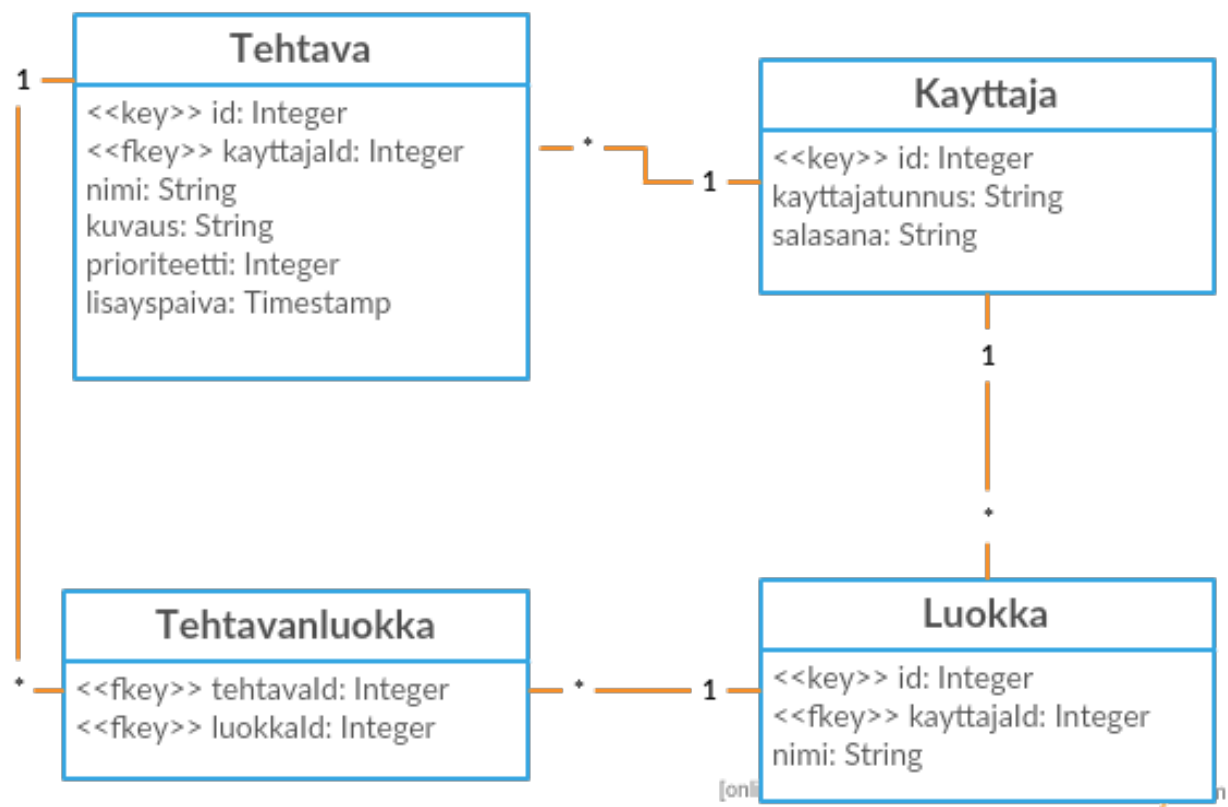 Tehtava
<<key>> id: Integer
<<fkey>> kayttajaId: Integer
nimi: String
kuvaus: String
prioriteetti: Integer
lisayspaiva: Timestamp
1
*
1
Kayttaja
<<key>> id: Integer
kayttajatunnus: String
salasana: String
1
*
Tehtavanluokka
<<fkey>> tehtavaId: Integer
<<fkey>> luokkaId: Integer
*
*
1
Luokka
<<key>> id: Integer
<<fkey>> kayttajaId: Integer
nimi: String